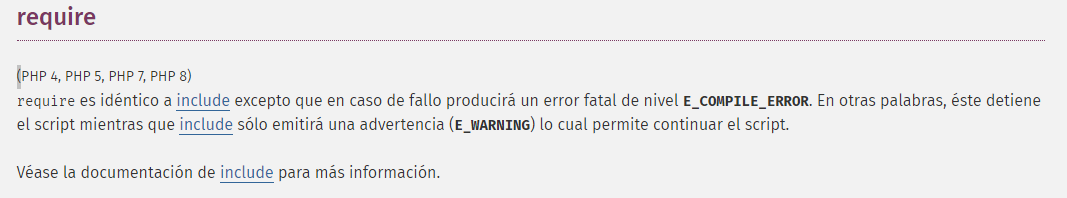 require
(PHP 4, PHP 5, PHP 7, PHP 8)
require es idéntico a include excepto que en caso de fallo producirá un error fatal de nivel E_COMPILE_ERROR. En otras palabras, éste detiene
el script mientras que include sólo emitirá una advertencia (E_WARNING) lo cual permite continuar el script.
Véase la documentación de include para más información.